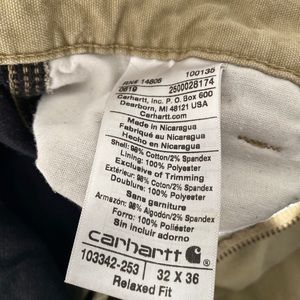 RN# 14806 100135
0819 2500028174
Carhartt, Inc. P.O. Box 600
Dearborn, MI 48121 USA
Carhartt.com
Made in Nicaragua
Fabriqué au Nicaragua
Hecho en Nicaragua
Shell: 98% Cotton/2% Spandex
Lining: 100% Polyester
Exclusive of Trimming
Extérieur: 98% Coton/2% Spandex
Doublure: 100% Polyester
Sans garniture
Armazón: 98% Algodón/2% Spandex
Forro: 100% Poliéster
Sin incluir adorno
carhartt
103342-253 32 X 36
Relaxed Fit